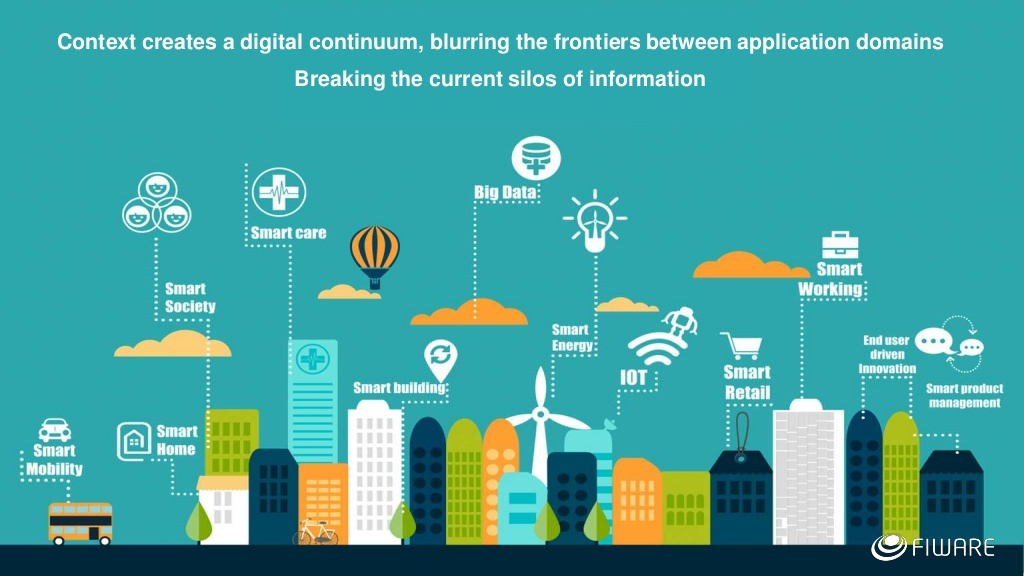 Context creates a digital continuum, blurring the frontiers between application domains
Breaking the current silos of information
Big Data
Smart care
Smart
Working
Smart
Society
Smart
Energy
End user
driven
Innovation
IOT
Smart
Retail
Smart building
Smart product
management
Smart
Home
Smart
Mobility
FIWARE